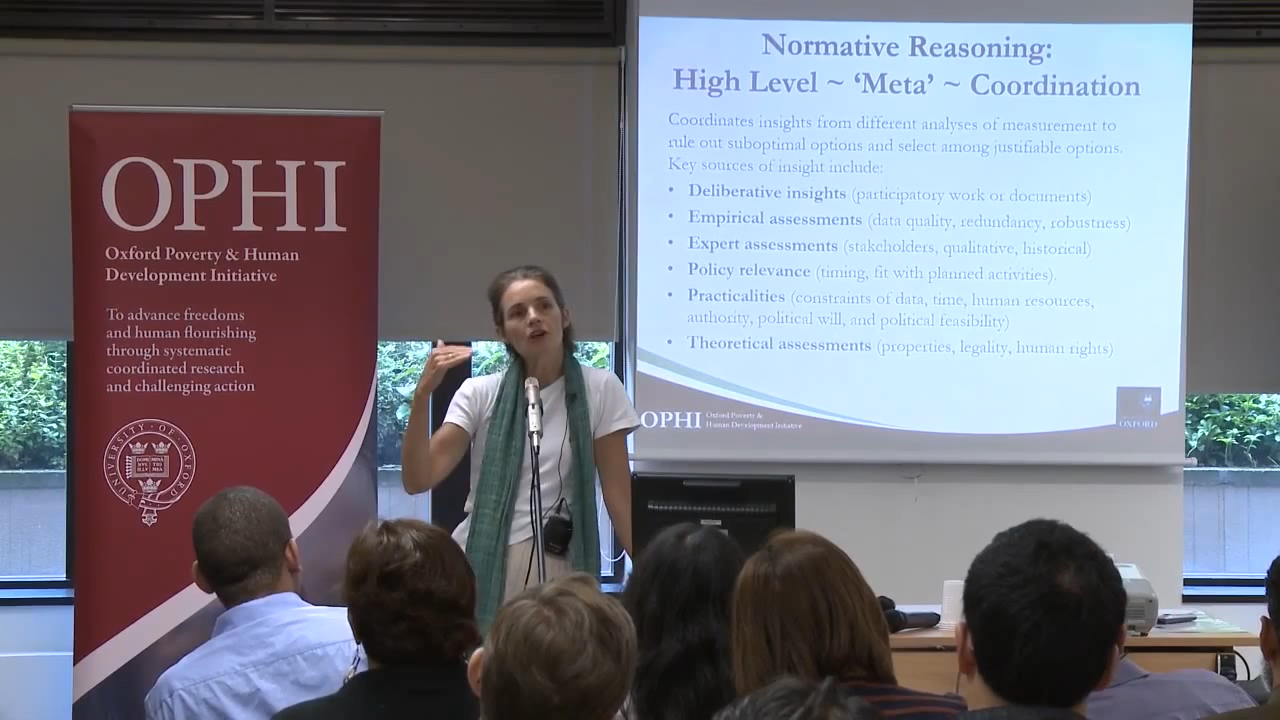 OPHI
Oxford Poverty & Human
Development Initiative
To advance freedoms
and human flourishing
through systematic
coordinated research
and challenging action
UNIVERSITY OF OXFORD
Normative Reasoning:
High Level ~ ‘Meta’ ~ Coordination
Coordinates insights from different analyses of measurement to
rule out suboptimal options and select among justifiable options.
Key sources of insight include:
• Deliberative insights (participatory work or documents)
• Empirical assessments (data quality, redundancy, robustness)
• Expert assessments (stakeholders, qualitative, historical)
• Policy relevance (timing, fit with planned activities).
• Practicalities (constraints of data, time, human resources,
authority, political will, and political feasibility)
• Theoretical assessments (properties, legality, human rights)
OPHI
Oxford Poverty &
Human Development Initiative
OXFORD